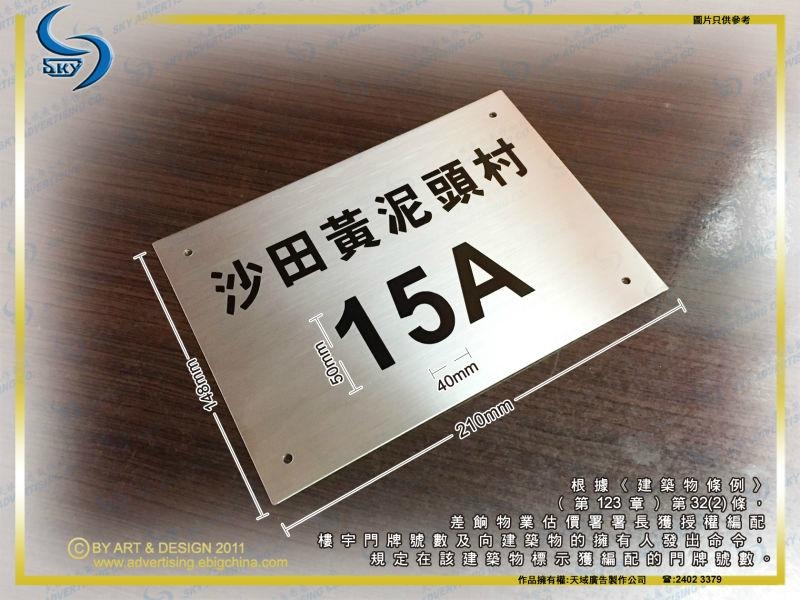 圖片只供參考
SKY
沙田黃泥頭村
15A
50mm
40mm
148mm
210mm
根據《建築物條例》
（第123章）第32(2)條，
差餉物業估價署署長獲授權編配
樓宇門牌號數及向建築物的擁有人發出命令，
規定在該建築物標示獲編配的門牌號數。
© BY ART & DESIGN 2011
www.advertising.ebigchina.com
作品擁有權:天域廣告製作公司 ☎:2402 3379